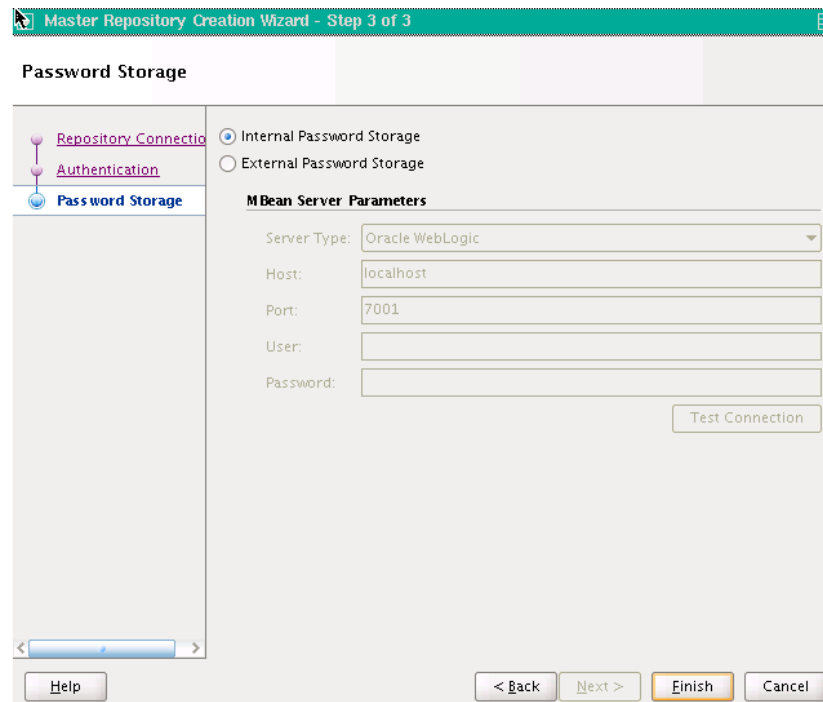 Master Repository Creation Wizard - Step 3 of 3
Password Storage
Repository Connectio
Authentication
Password Storage
Internal Password Storage
External Password Storage
MBean Server Parameters
Server Type: Oracle WebLogic
Host: localhost
Port: 7001
User:
Password:
Test Connection
Help
< Back
Next >
Finish
Cancel